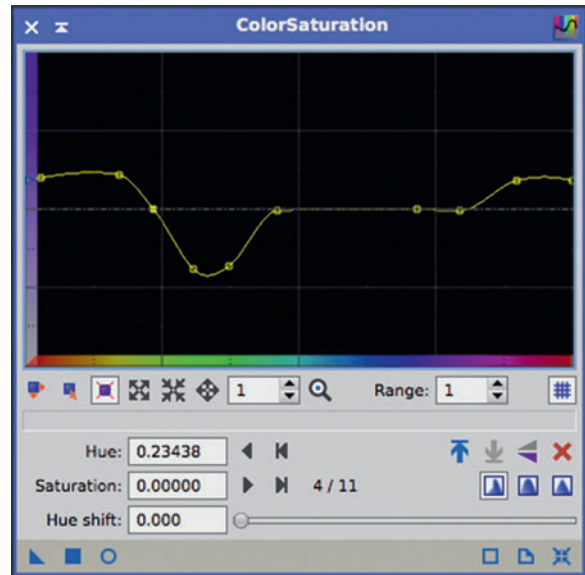 ColorSaturation
1
Range: 1
Hue: 0.23438
Saturation: 0.00000 4 / 11
Hue shift: 0.000